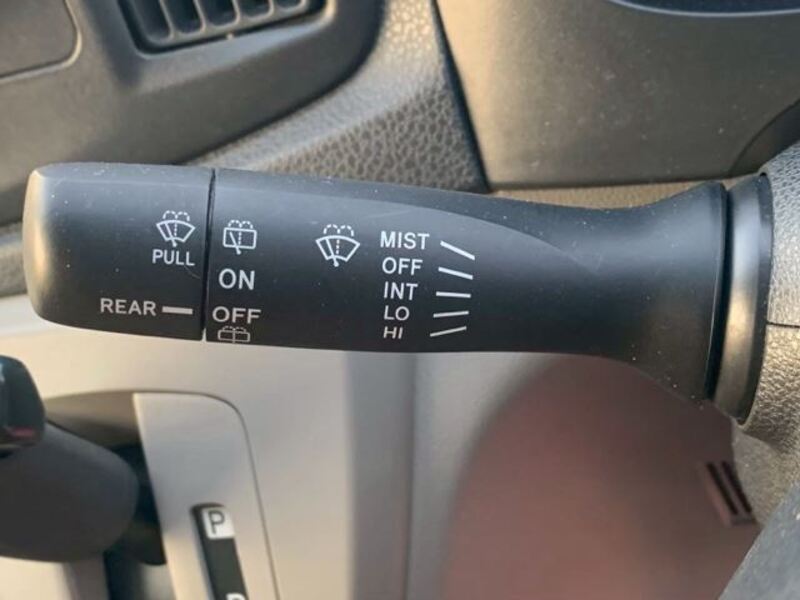 PULL
REAR
ON
OFF
MIST
OFF
INT
LO
HI
P